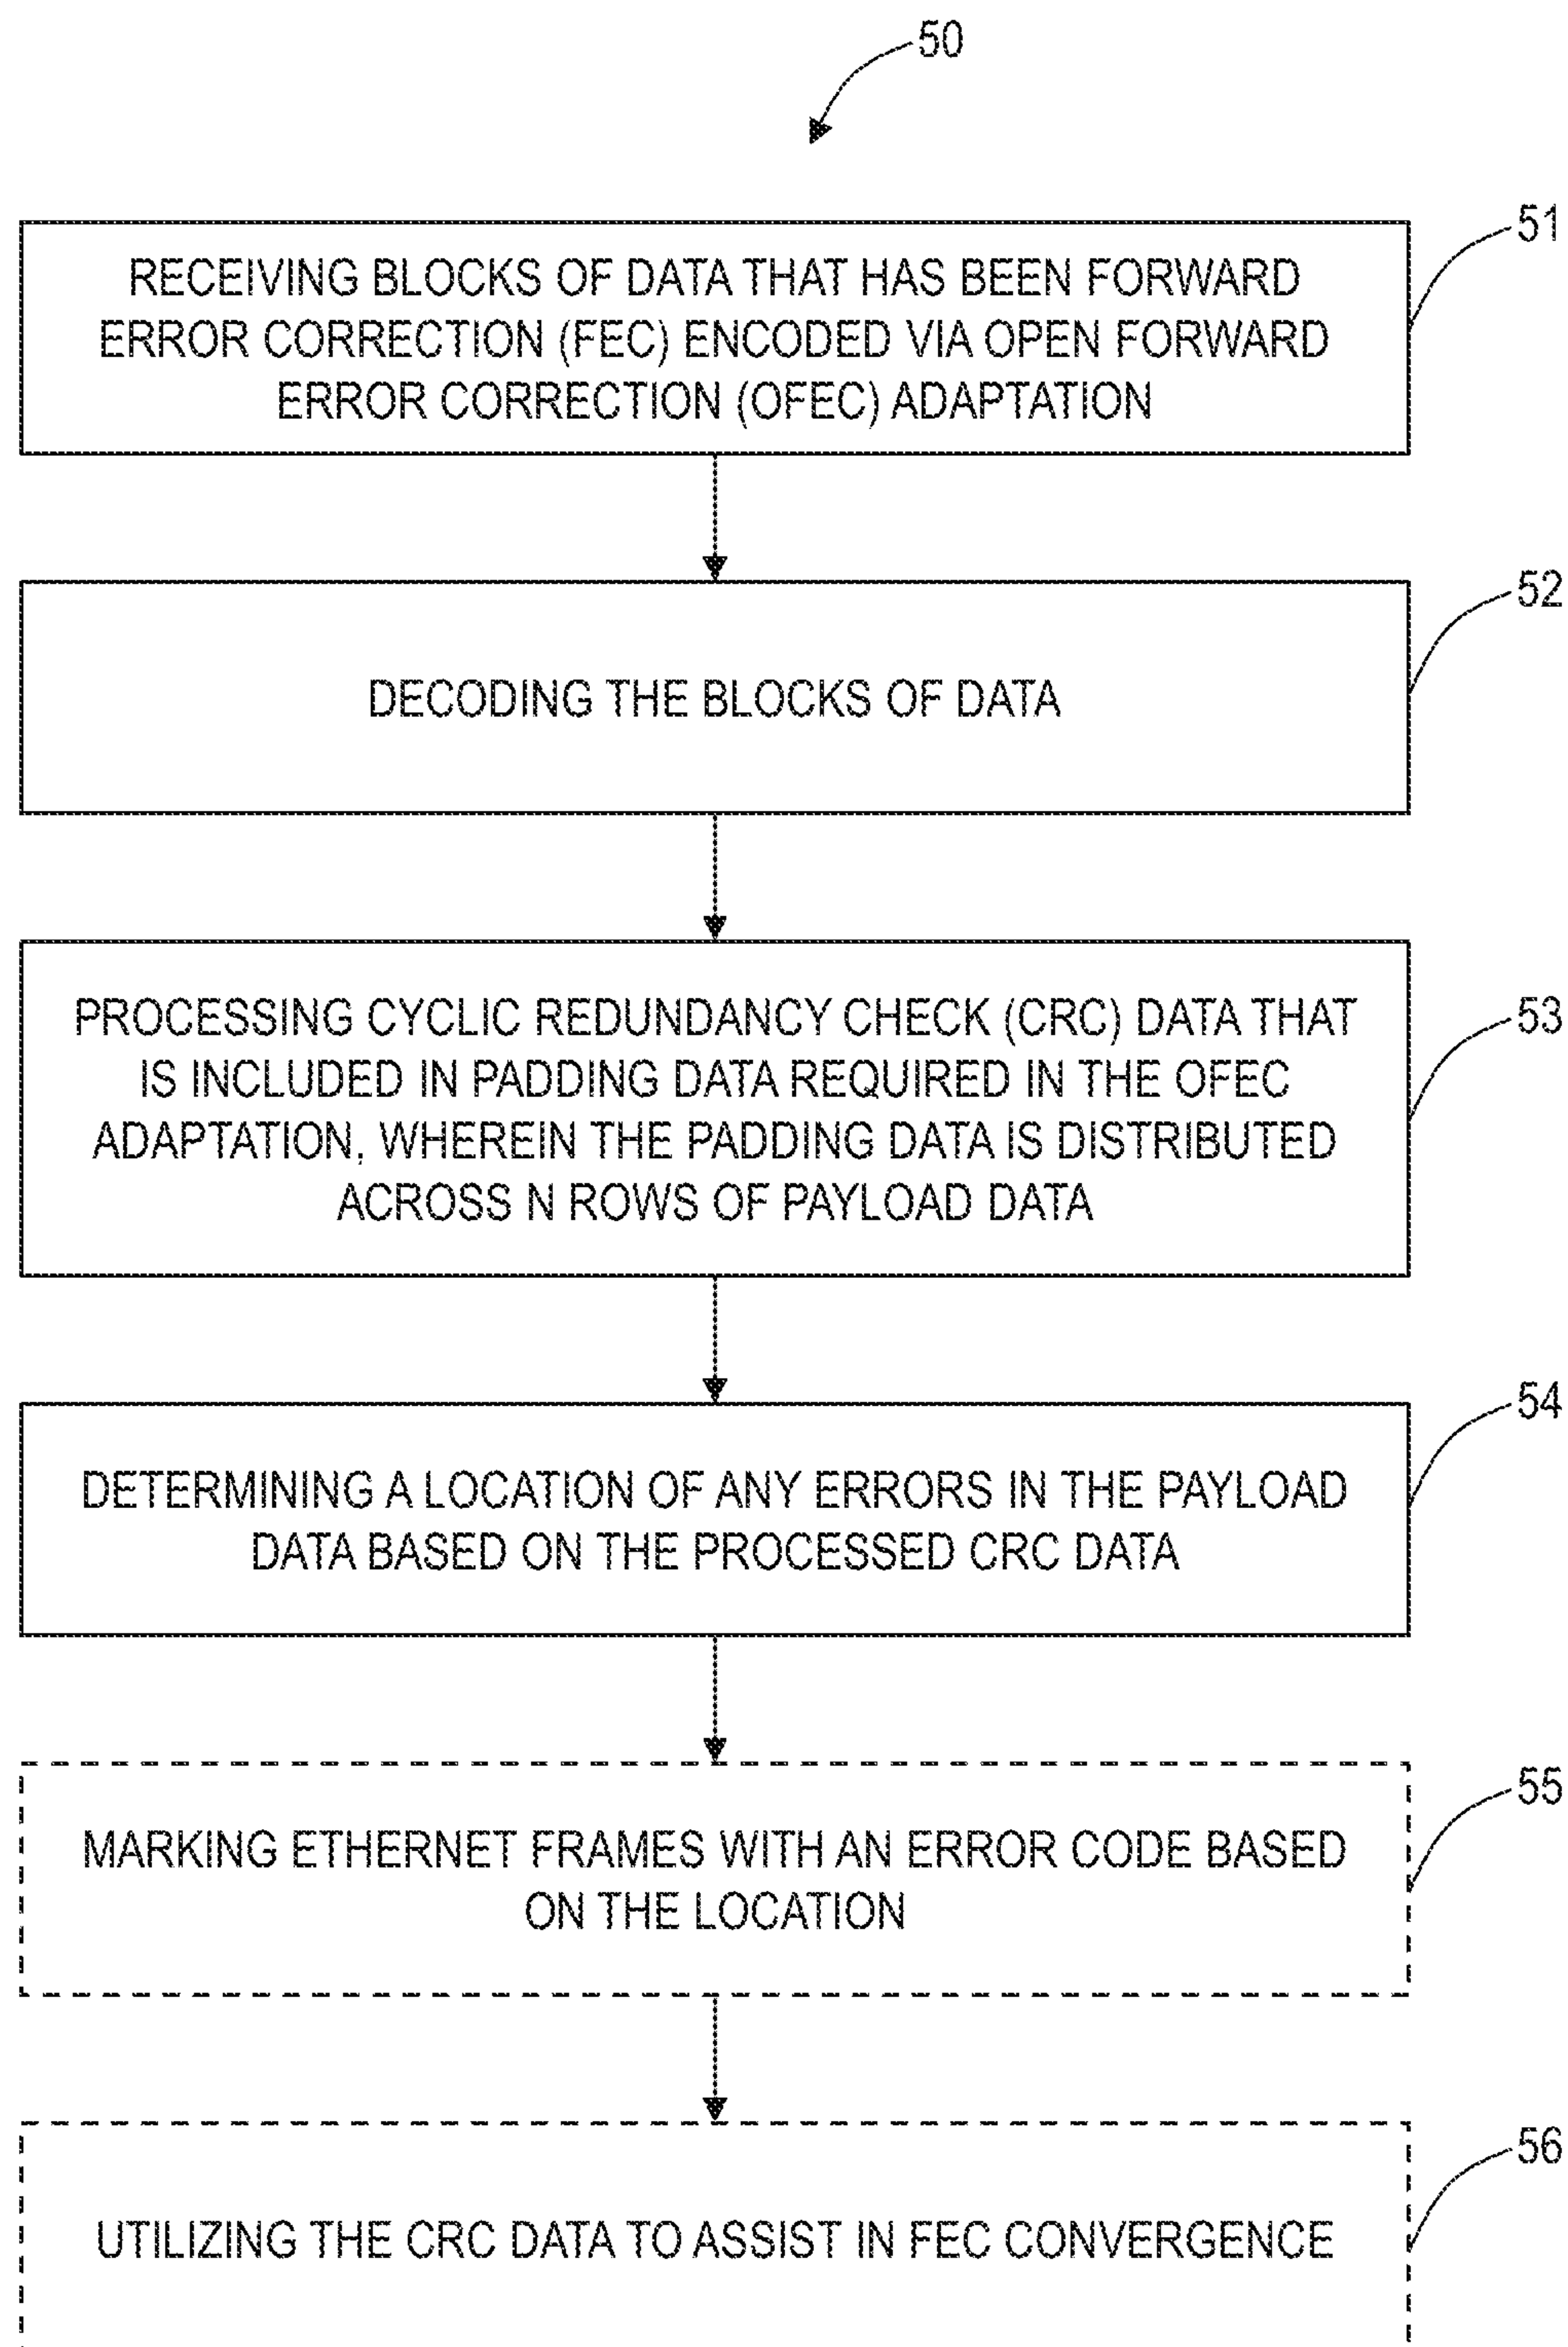 50
51
RECEIVING BLOCKS OF DATA THAT HAS BEEN FORWARD
ERROR CORRECTION (FEC) ENCODED VIA OPEN FORWARD
ERROR CORRECTION (OFEC) ADAPTATION
52
DECODING THE BLOCKS OF DATA
53
PROCESSING CYCLIC REDUNDANCY CHECK (CRC) DATA THAT
IS INCLUDED IN PADDING DATA REQUIRED IN THE OFEC
ADAPTATION, WHEREIN THE PADDING DATA IS DISTRIBUTED
ACROSS N ROWS OF PAYLOAD DATA
54
DETERMINING A LOCATION OF ANY ERRORS IN THE PAYLOAD
DATA BASED ON THE PROCESSED CRC DATA
55
MARKING ETHERNET FRAMES WITH AN ERROR CODE BASED
ON THE LOCATION
56
UTILIZING THE CRC DATA TO ASSIST IN FEC CONVERGENCE